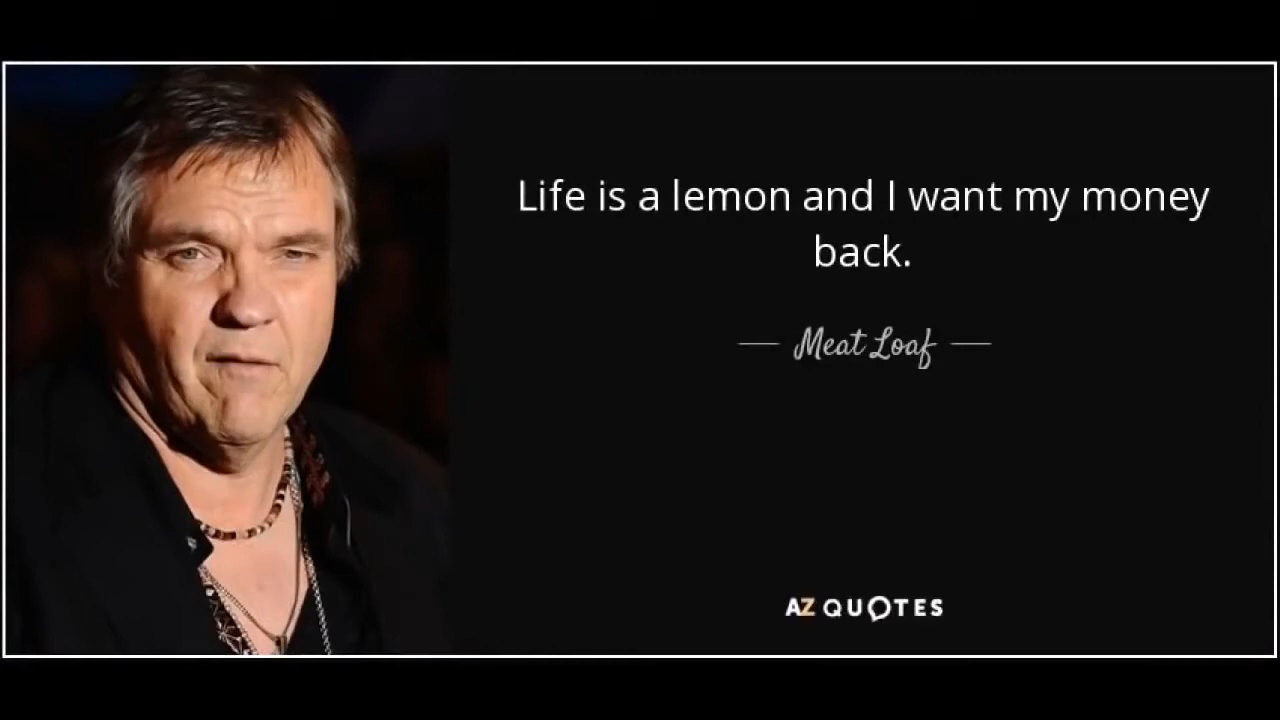 Life is a lemon and I want my money
back.
— Meat Loaf —
AZ QUOTES